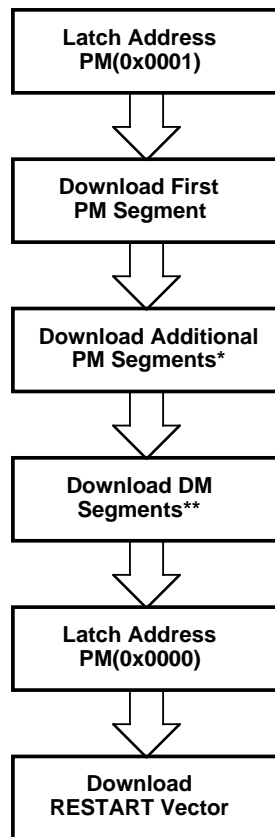 Latch Address
PM(0x0001)
Download First
PM Segment
Download Additional
PM Segments*
Download DM
Segments**
Latch Address
PM(0x0000)
Download
RESTART Vector